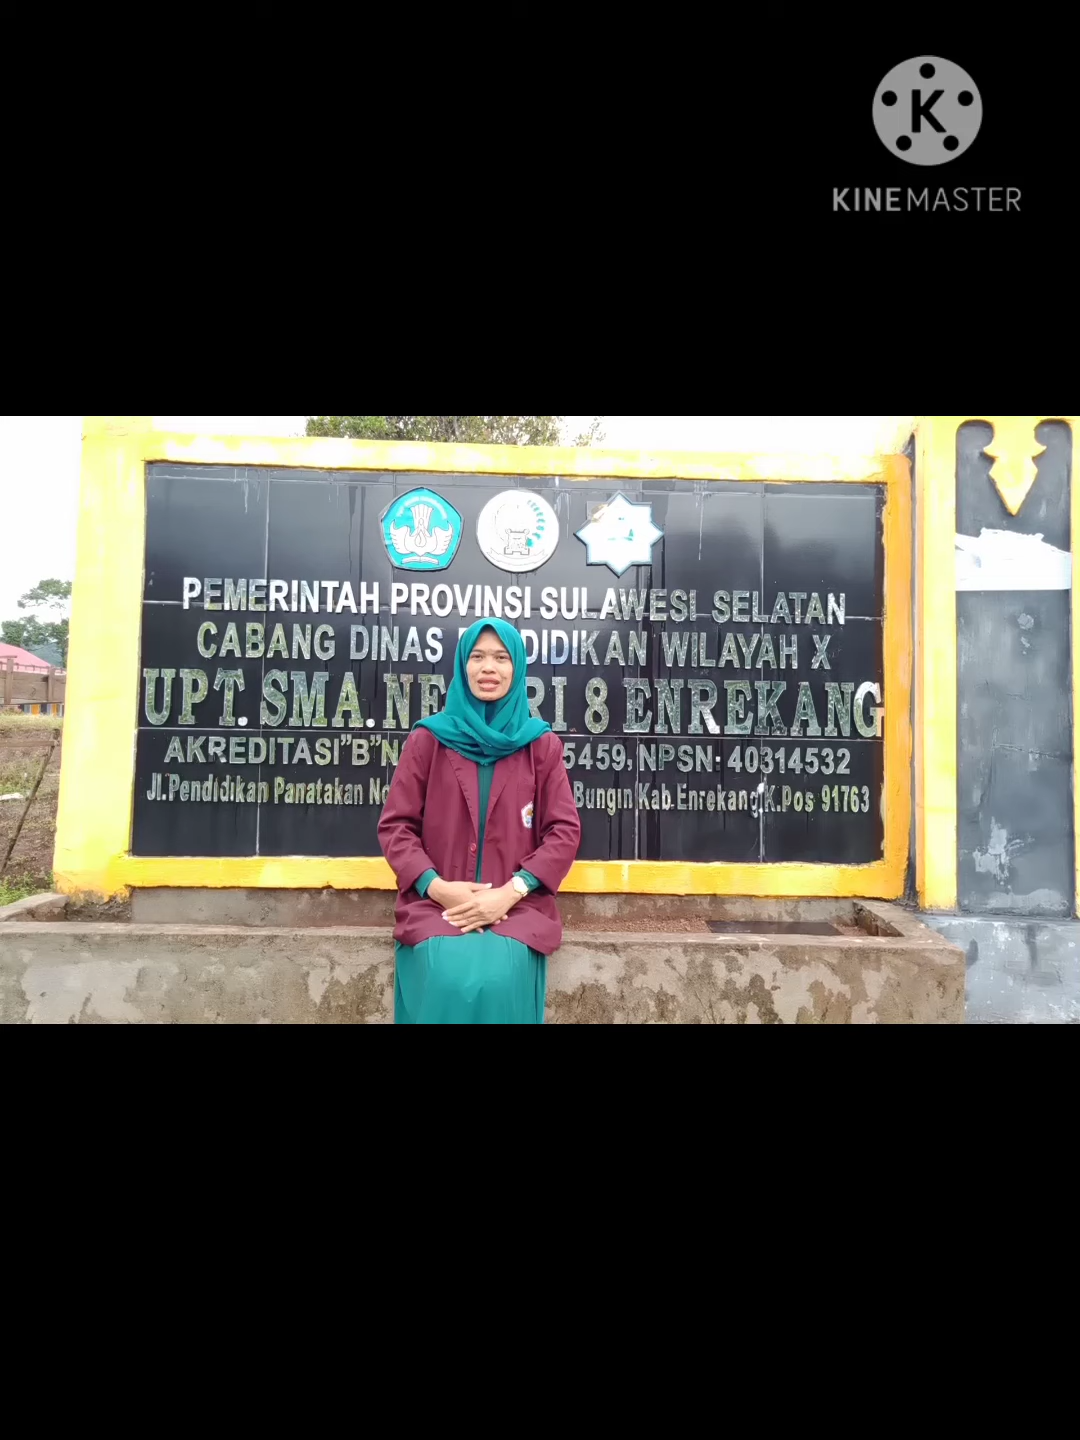 KINEMASTER
PEMERINTAH PROVINSI SULAWESI SELATAN
CABANG DINAS DIDIKAN WILAYAH X
UPT. SMA. NE RI 8 ENREKANG
AKREDITASI"B"N 5459, NPSN: 40314532
Jl.Pendidikan Panatakan No Bungin Kab.Enrekang K.Pos 91763